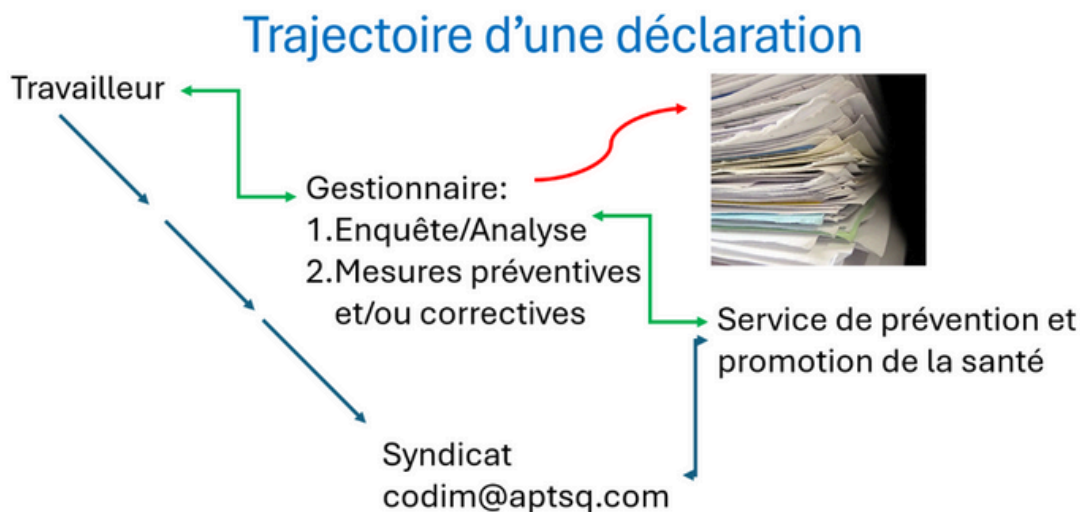 Trajectoire d'une déclaration
Travailleur
Gestionnaire:
1.Enquête/Analyse
2.Mesures préventives
et/ou correctives
Service de prévention et
promotion de la santé
Syndicat
codim@aptsq.com